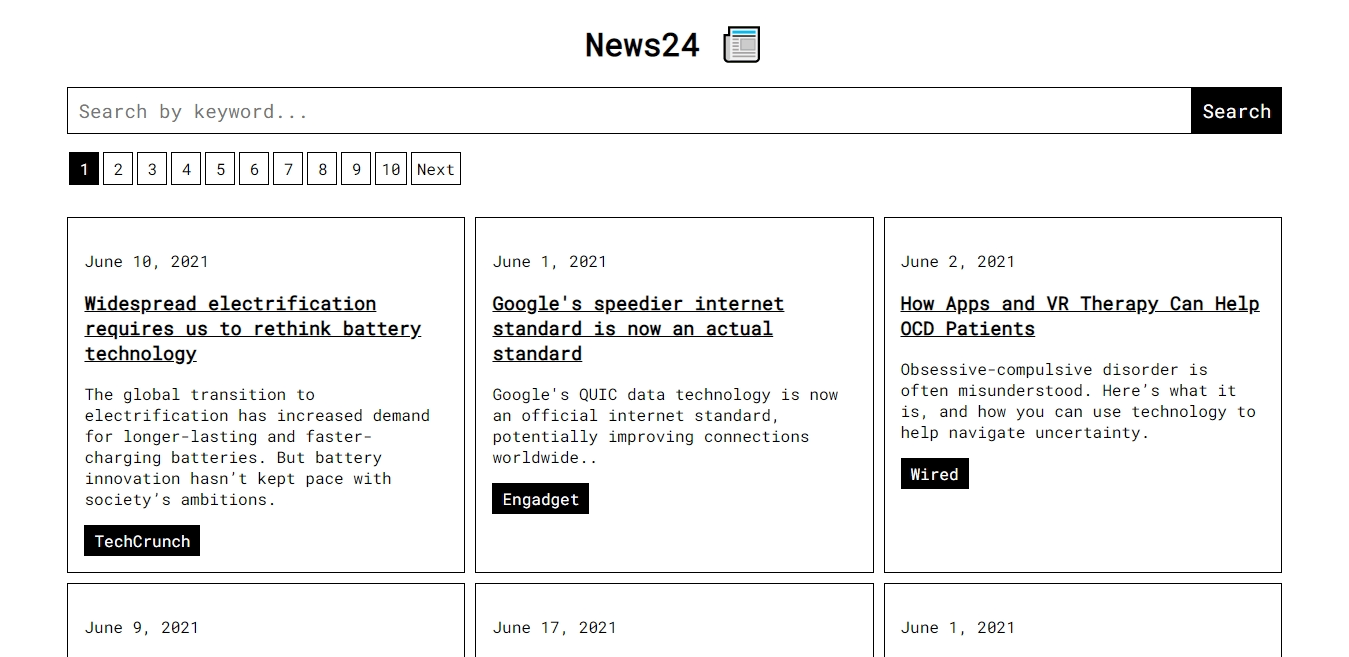 News24
Search by keyword...
Search
1 2 3 4 5 6 7 8 9 10 Next
June 10, 2021
Widespread electrification
requires us to rethink battery
technology
The global transition to
electrification has increased demand
for longer-lasting and faster-
charging batteries. But battery
innovation hasn’t kept pace with
society’s ambitions.
TechCrunch
June 1, 2021
Google's speedier internet
standard is now an actual
standard
Google's QUIC data technology is now
an official internet standard,
potentially improving connections
worldwide..
Engadget
June 2, 2021
How Apps and VR Therapy Can Help
OCD Patients
Obsessive-compulsive disorder is
often misunderstood. Here’s what it
is, and how you can use technology to
help navigate uncertainty.
Wired
June 9, 2021
June 17, 2021
June 1, 2021